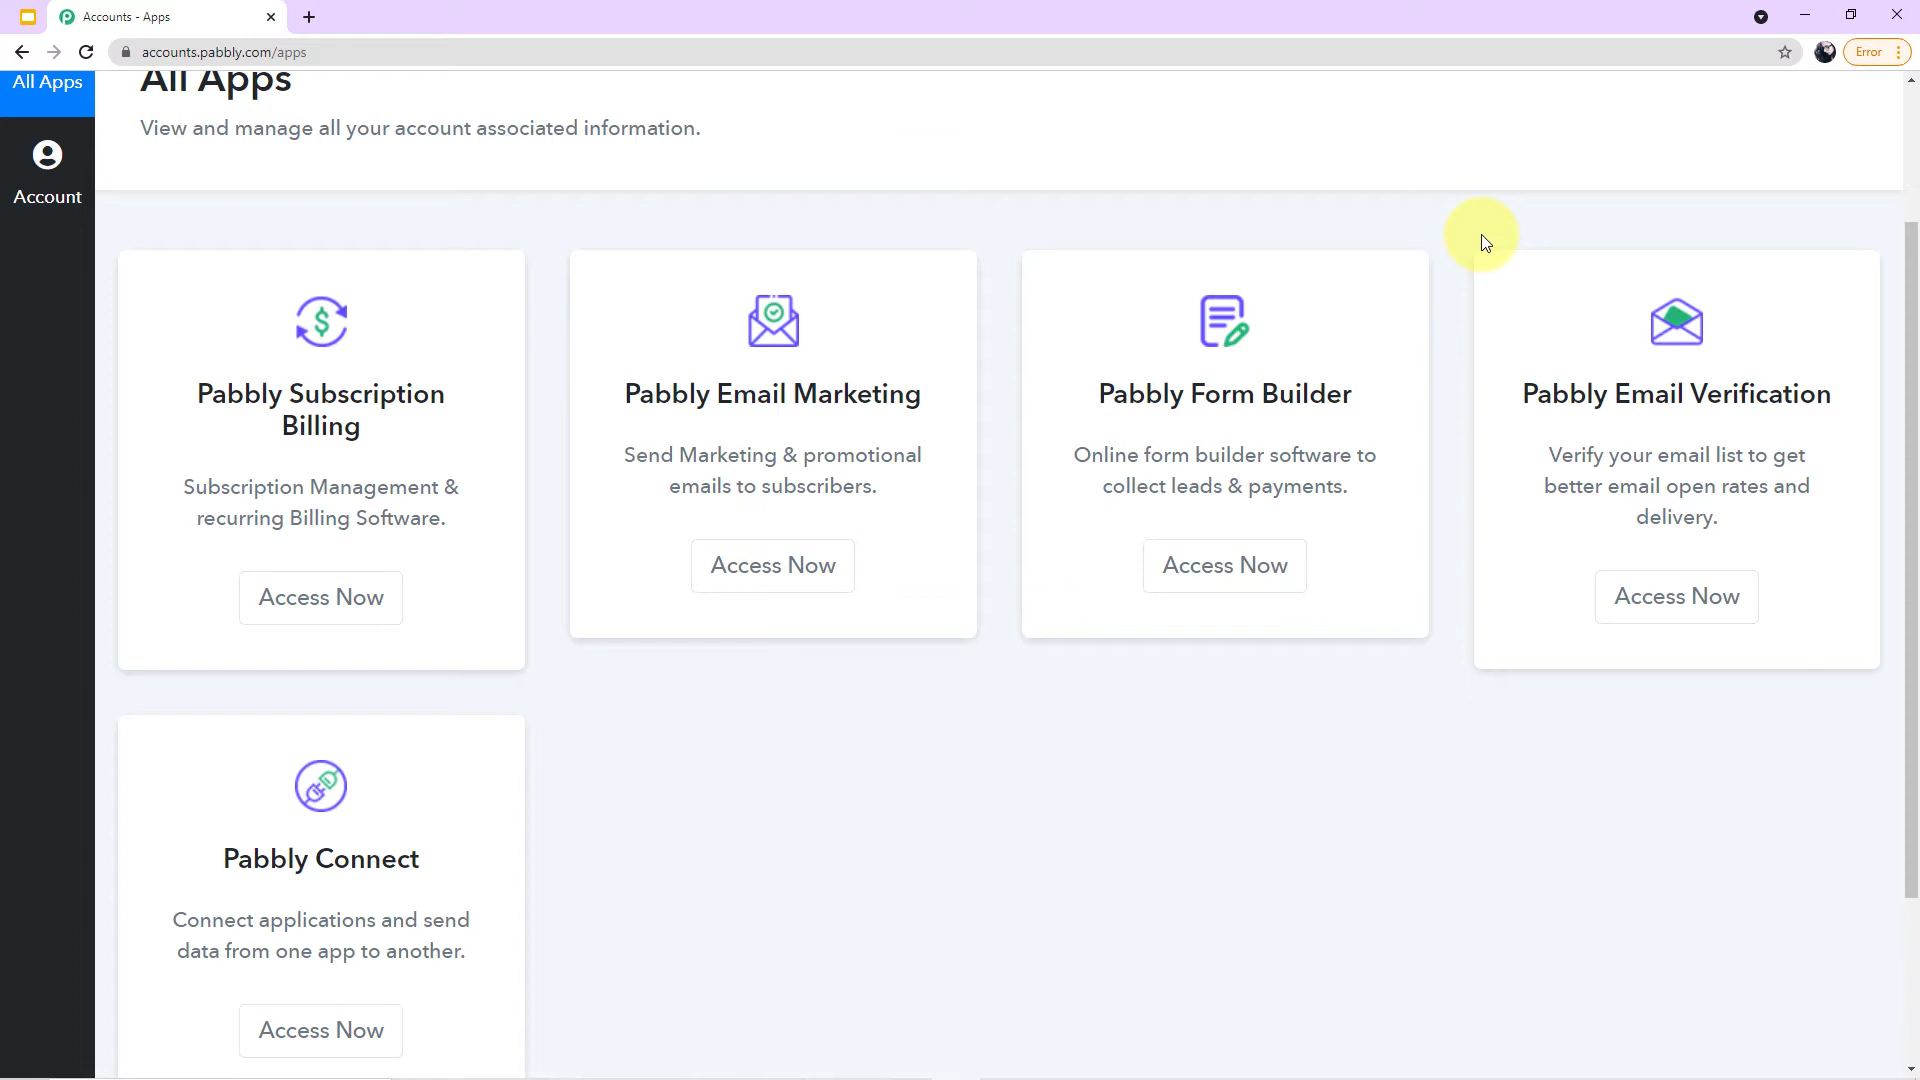 Accounts - Apps
accounts.pabbly.com/apps
Error
All Apps
All Apps
View and manage all your account associated information.
Account
Pabbly Subscription
Billing
Subscription Management &
recurring Billing Software.
Access Now
Pabbly Email Marketing
Send Marketing & promotional
emails to subscribers.
Access Now
Pabbly Form Builder
Online form builder software to
collect leads & payments.
Access Now
Pabbly Email Verification
Verify your email list to get
better email open rates and
delivery.
Access Now
Pabbly Connect
Connect applications and send
data from one app to another.
Access Now